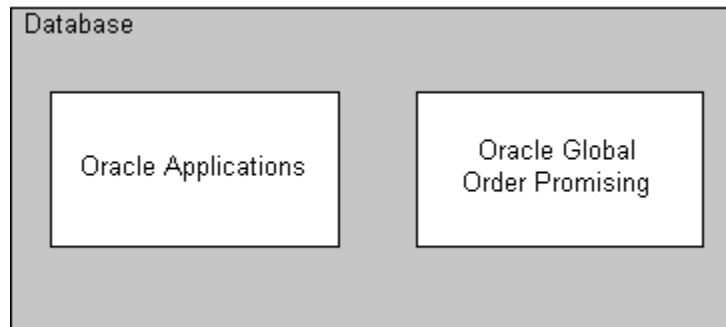 Database
Oracle Applications
Oracle Global
Order Promising